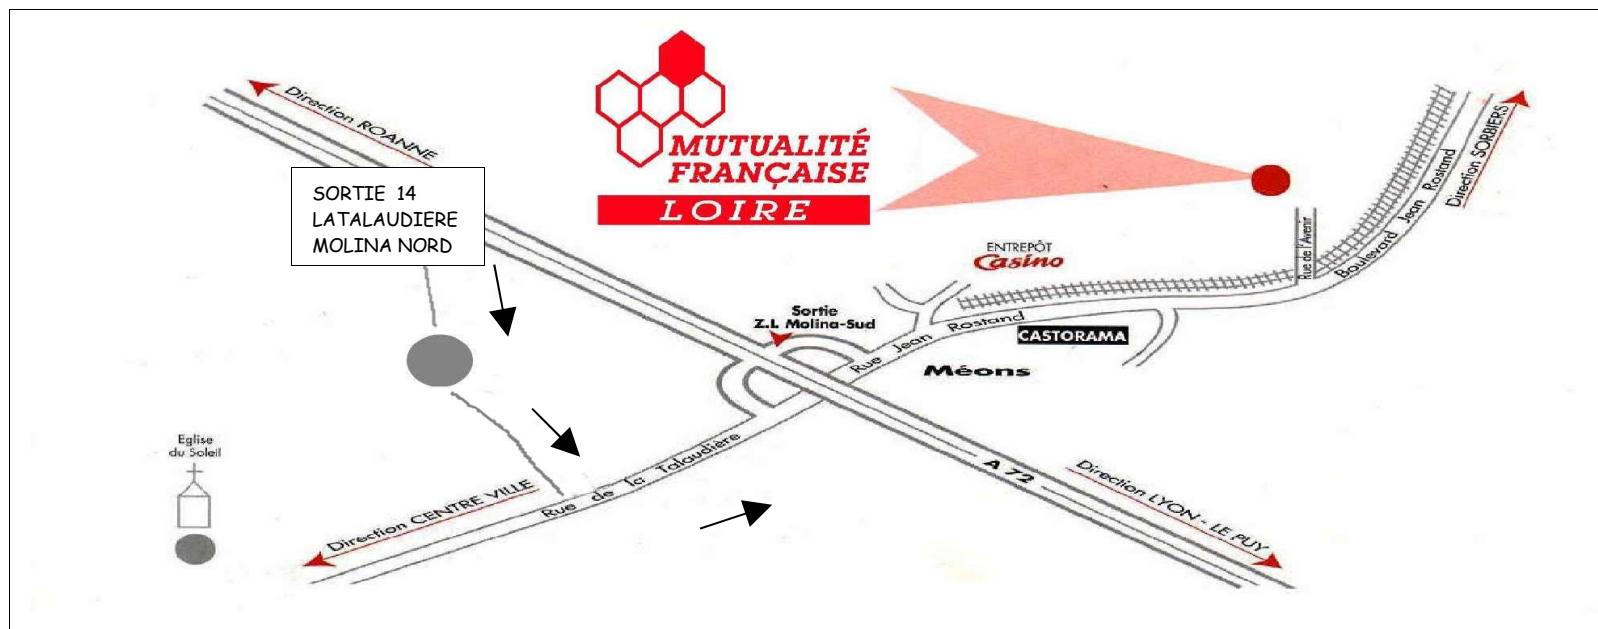 Direction ROANNE
SORTIE 14
LATALAUDIERE
MOLINA NORD
MUTUALITÉ
FRANÇAISE
LOIRE
Direction SORBIERS
Boulevard Jean Rostand
Rue de l'Avenir
ENTREPÔT
Casino
Sortie
Z.I. Molina-Sud
Rue Jean Rostand
CASTORAMA
Méons
Eglise
du Soleil
Rue de la Talaudière
Direction CENTRE VILLE
A 72
Direction LYON - LE PUY